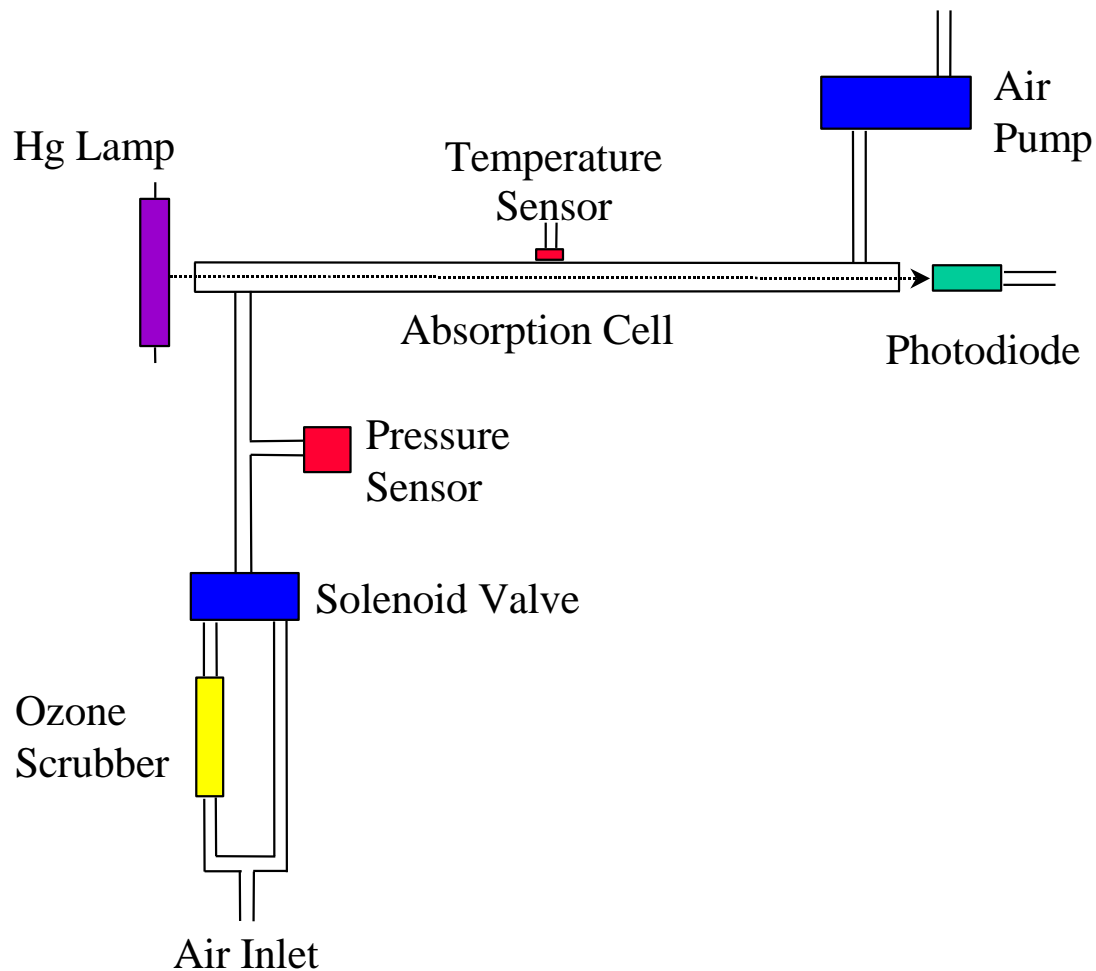 Air
Pump
Hg Lamp
Temperature
Sensor
Absorption Cell
Photodiode
Pressure
Sensor
Solenoid Valve
Ozone
Scrubber
Air Inlet